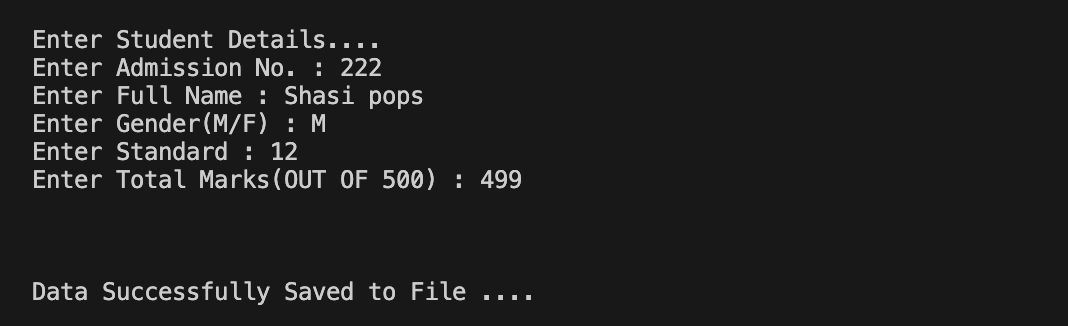 Enter Student Details....
Enter Admission No. : 222
Enter Full Name : Shasi pops
Enter Gender(M/F) : M
Enter Standard : 12
Enter Total Marks(OUT OF 500) : 499
Data Successfully Saved to File ....